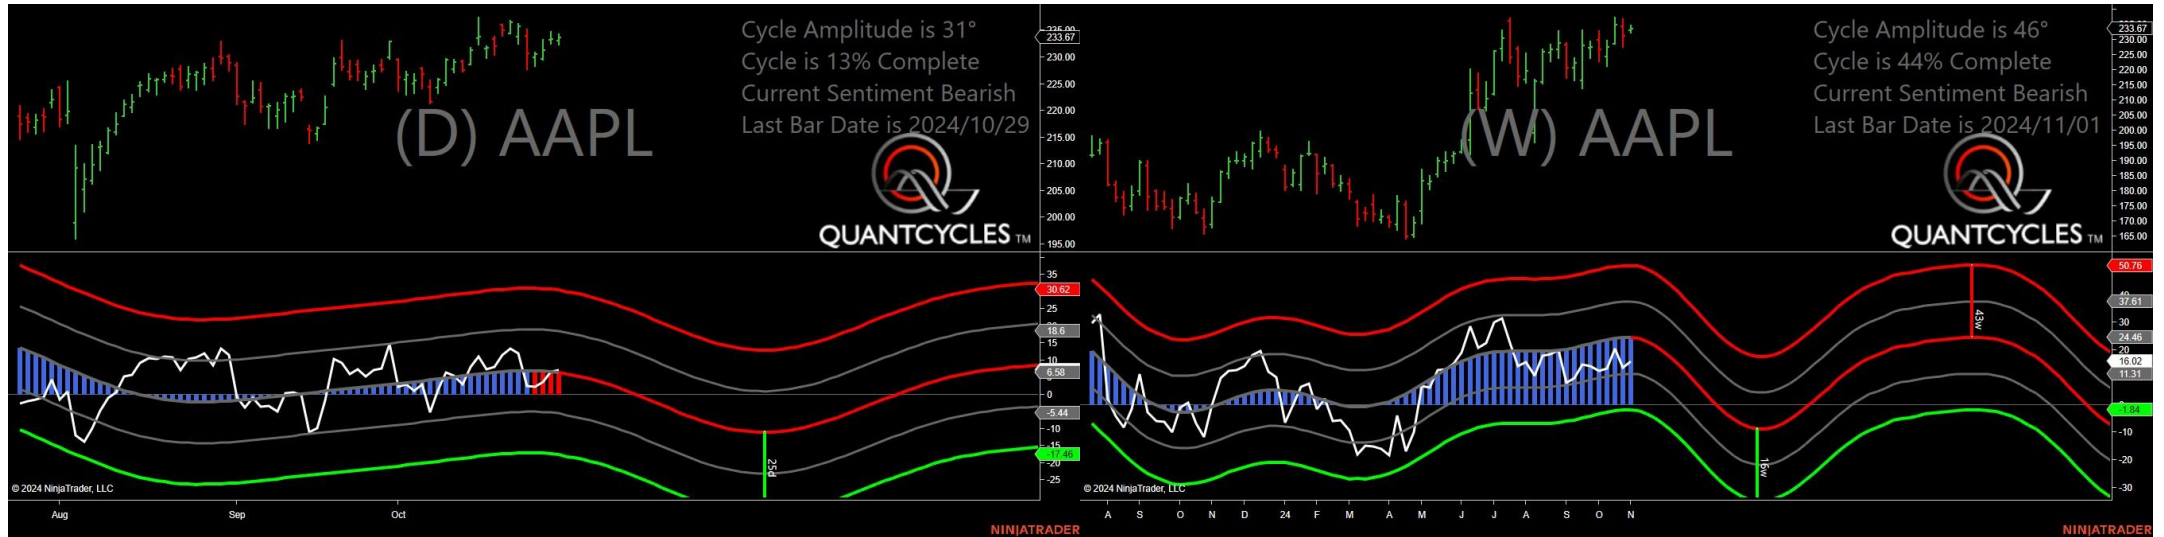 Cycle Amplitude is 31°
Cycle is 13% Complete
Current Sentiment Bearish
Last Bar Date is 2024/10/29
(D) AAPL
QUANTCYCLES TM
233.67
230.00
225.00
220.00
215.00
210.00
205.00
200.00
195.00
35
30.62
25
18.6
15
10
6.58
0
-5.44
-10
-15
-17.46
-20
-25
25d
© 2024 NinjaTrader, LLC
Aug Sep Oct
NINJATRADER
Cycle Amplitude is 46°
Cycle is 44% Complete
Current Sentiment Bearish
Last Bar Date is 2024/11/01
(W) AAPL
QUANTCYCLES TM
233.67
230.00
225.00
220.00
215.00
210.00
205.00
200.00
195.00
190.00
185.00
180.00
175.00
170.00
165.00
50.76
37.61
30
24.46
20
16.02
11.31
-1.84
-10
-20
-30
43w
16w
© 2024 NinjaTrader, LLC
A S O N D 24 F M A M J J A S O N
NINJATRADER